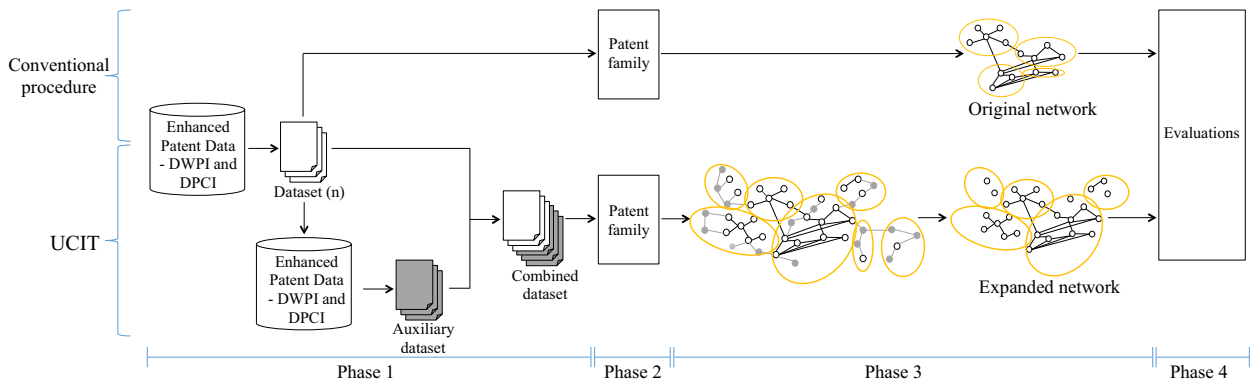 Conventional
procedure
UCIT
Enhanced
Patent Data
- DWPI and
DPCI
Dataset (n)
Enhanced
Patent Data
- DWPI and
DPCI
Auxiliary
dataset
Combined
dataset
Patent
family
Patent
family
Original network
Expanded network
Evaluations
Phase 1
Phase 2
Phase 3
Phase 4